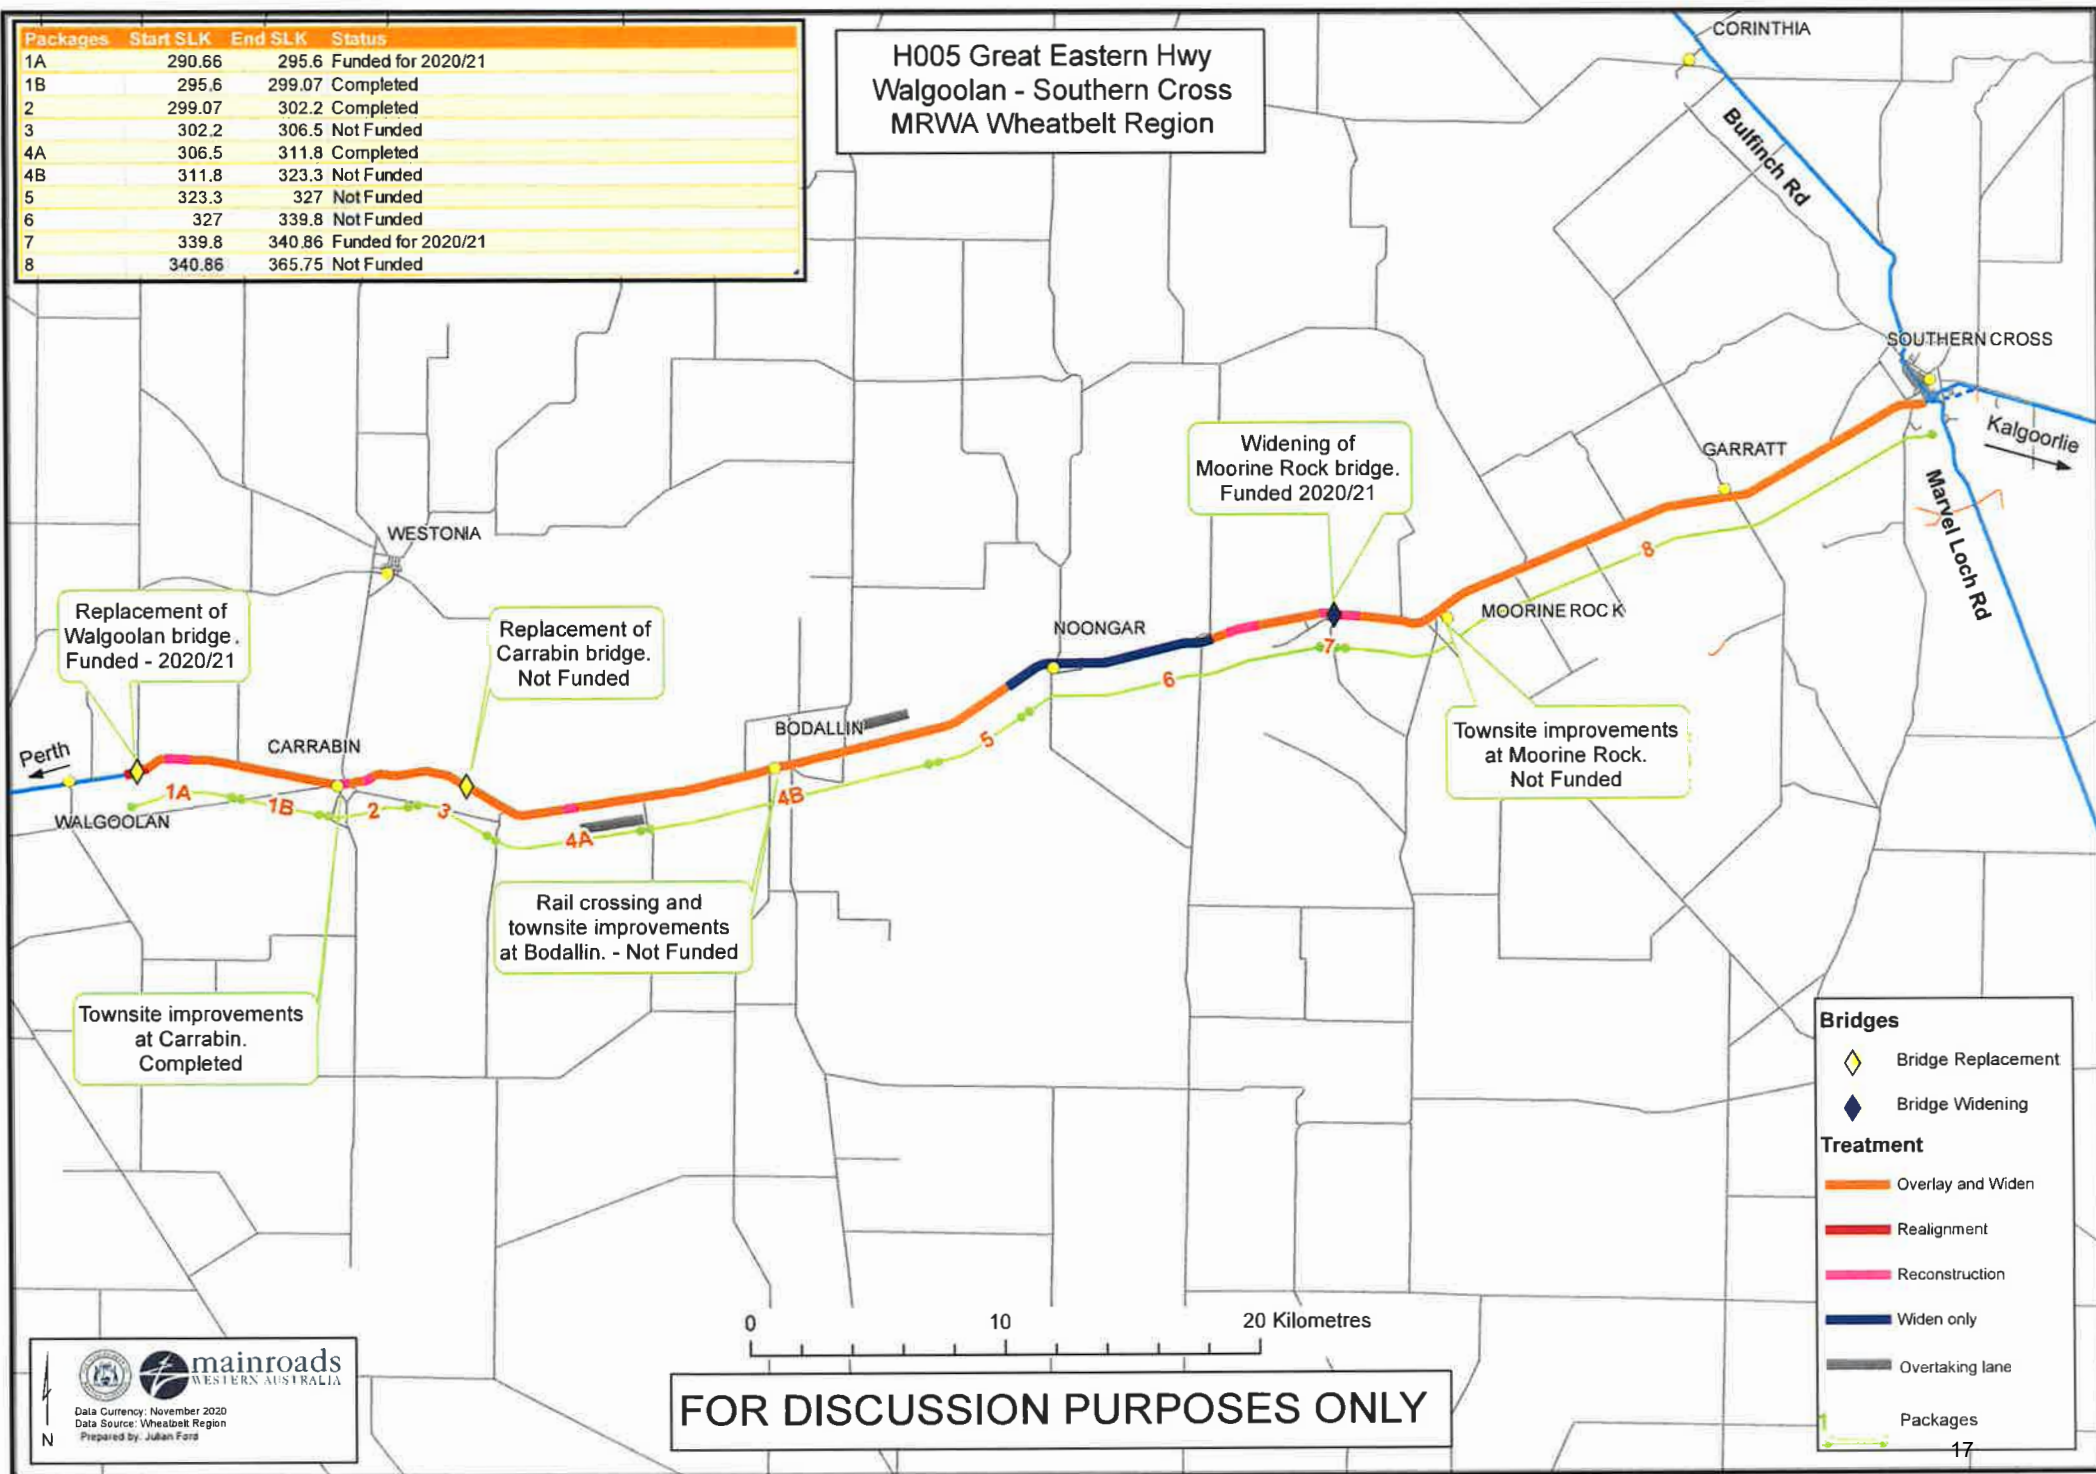 Packages Start SLK End SLK Status
1A 290.66 295.6 Funded for 2020/21
1B 295.6 299.07 Completed
2 299.07 302.2 Completed
3 302.2 306.5 Not Funded
4A 306.5 311.8 Completed
4B 311.8 323.3 Not Funded
5 323.3 327 Not Funded
6 327 339.8 Not Funded
7 339.8 340.86 Funded for 2020/21
8 340.86 365.75 Not Funded
H005 Great Eastern Hwy
Walgoolan - Southern Cross
MRWA Wheatbelt Region
CORINTHIA
Bullfinch Rd
SOUTHERN CROSS
Kalgoorlie
Marvel Loch Rd
GARRATT
Widening of
Moorine Rock bridge.
Funded 2020/21
8
MOORINE ROCK
WESTONIA
NOONGAR
7
6
Replacement of
Walgoolan bridge.
Funded - 2020/21
Replacement of
Carrabin bridge.
Not Funded
BODALLIN
5
Townsite improvements
at Moorine Rock.
Not Funded
Perth
CARRABIN
1A
1B
2
3
4A
4B
WALGOOLAN
Rail crossing and
townsite improvements
at Bodallin. - Not Funded
Townsite improvements
at Carrabin.
Completed
Bridges
Bridge Replacement
Bridge Widening
Treatment
Overlay and Widen
Realignment
Reconstruction
Widen only
Overtaking lane
1
Packages
17
0 10 20 Kilometres
FOR DISCUSSION PURPOSES ONLY
mainroads
WESTERN AUSTRALIA
Data Currency: November 2020
Data Source: Wheatbelt Region
Prepared by: Julian Ford
N